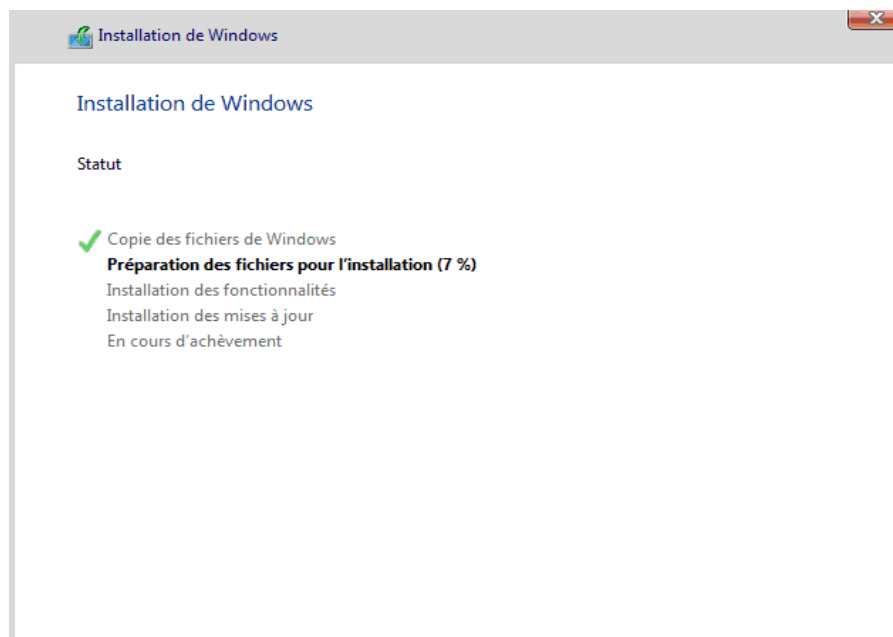 Installation de Windows
Installation de Windows
Statut
Copie des fichiers de Windows
Préparation des fichiers pour l'installation (7 %)
Installation des fonctionnalités
Installation des mises à jour
En cours d'achèvement